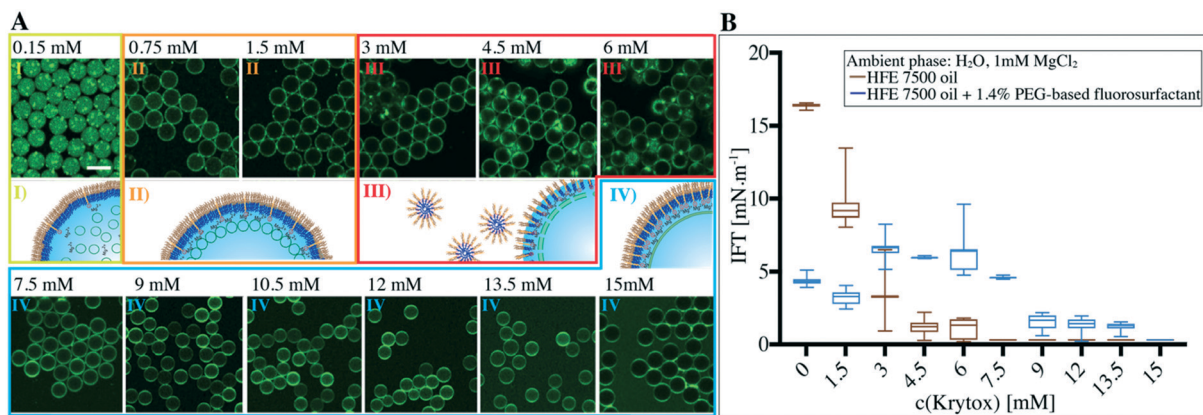 A
0.15 mM 0.75 mM 1.5 mM 3 mM 4.5 mM 6 mM
I II II III III III
I) II) III) IV)
7.5 mM 9 mM 10.5 mM 12 mM 13.5 mM 15mM
IV IV IV IV IV IV
B
Ambient phase: H₂O, 1mM MgCl₂
HFE 7500 oil
HFE 7500 oil + 1.4% PEG-based fluorosurfactant
IFT [mN·m⁻¹]
20
15
10
5
0
0 1.5 3 4.5 6 7.5 9 12 13.5 15
c(Krytox) [mM]